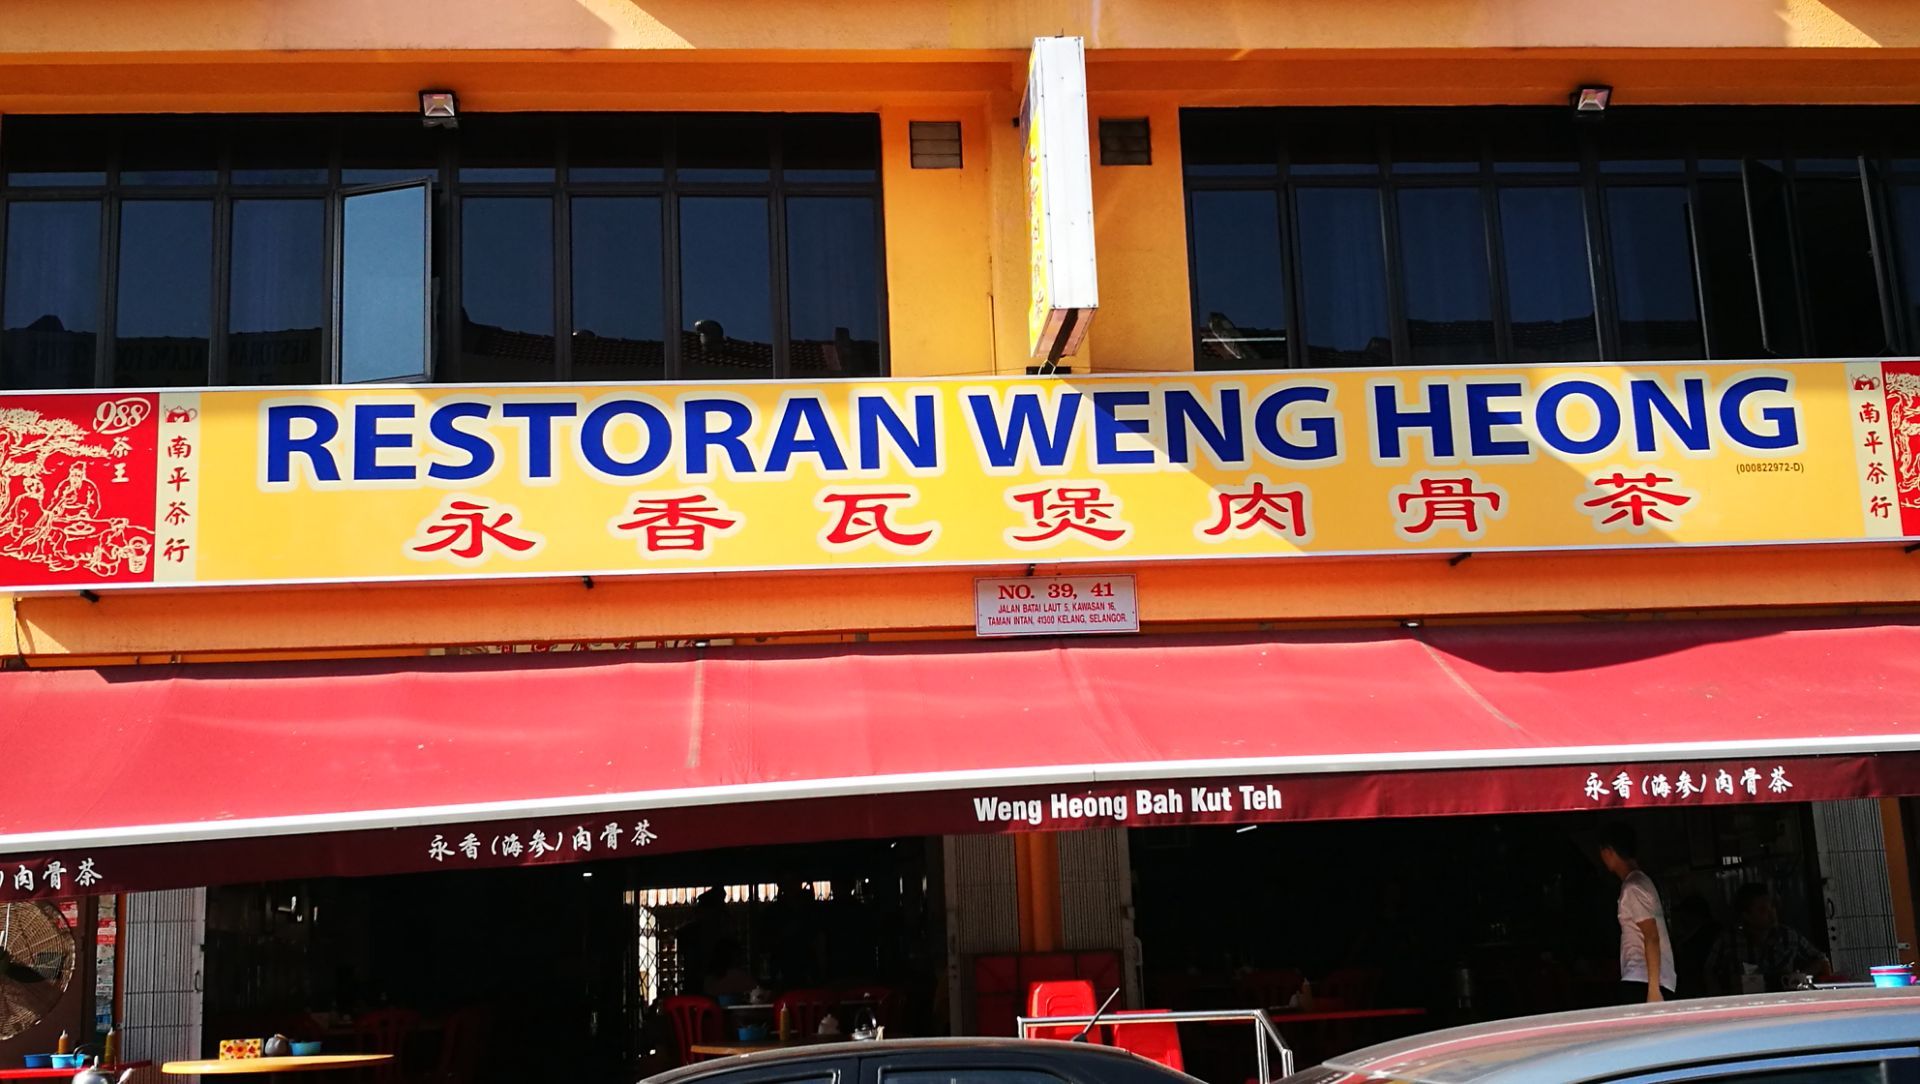 RESTORAN WENG HEONG
(000822972-D)
永香瓦煲肉骨茶
988
茶王
南平茶行
南平茶行
NO. 39, 41
JALAN BATAI LAUT 5, KAWASAN 16,
TAMAN INTAN, 41300 KELANG, SELANGOR.
Weng Heong Bah Kut Teh
永香(海参)肉骨茶
永香(海参)肉骨茶
)肉骨茶